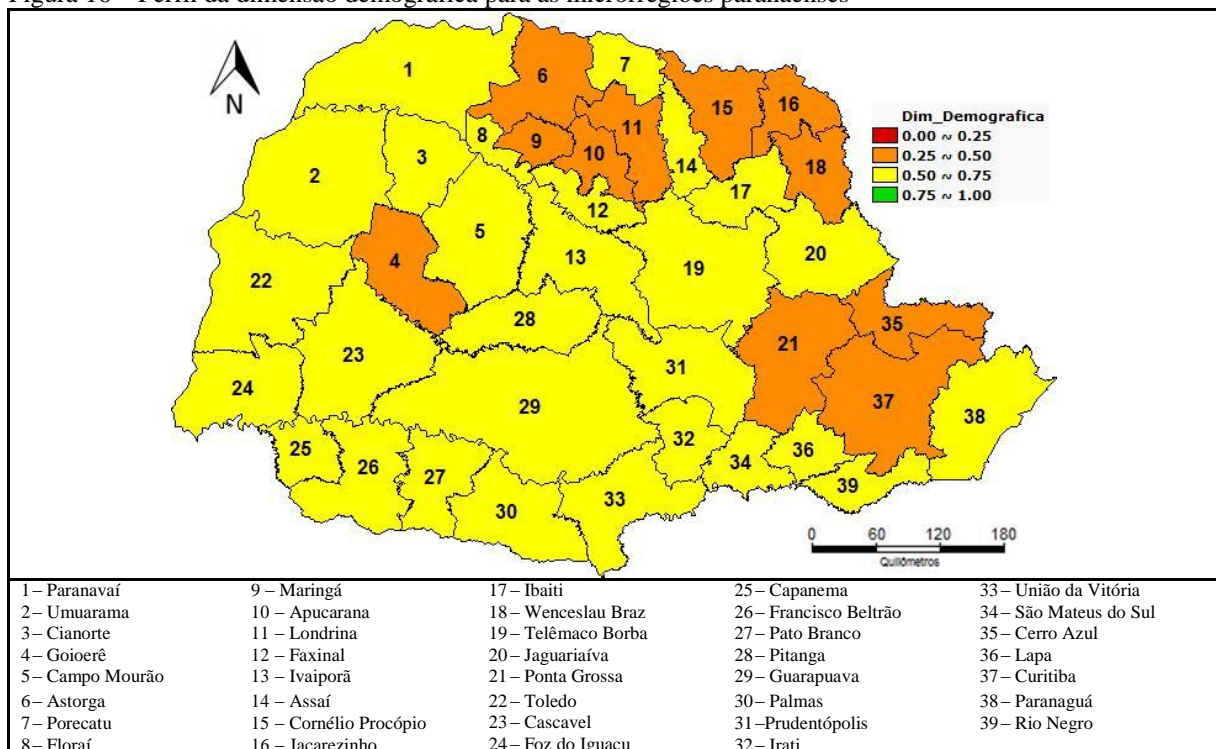 Figura 16 – Perfil da dimensão demográfica para as microrregiões paranaenses
N
1
6
7
15
16
Dim_Demografica
0.00 ~ 0.25
0.25 ~ 0.50
0.50 ~ 0.75
0.75 ~ 1.00
8
9
10
11
2
3
14
18
17
12
4
5
13
19
20
22
28
35
21
23
31
24
29
37
38
32
25
26
27
34
36
39
30
33
0 60 120 180
Quilômetros
1 – Paranavaí 9 – Maringá 17 – Ibaiti 25 – Capanema 33 – União da Vitória
2 – Umuarama 10 – Apucarana 18 – Wenceslau Braz 26 – Francisco Beltrão 34 – São Mateus do Sul
3 – Cianorte 11 – Londrina 19 – Telêmaco Borba 27 – Pato Branco 35 – Cerro Azul
4 – Goioerê 12 – Faxinal 20 – Jaguariaíva 28 – Pitanga 36 – Lapa
5 – Campo Mourão 13 – Ivaiporã 21 – Ponta Grossa 29 – Guarapuava 37 – Curitiba
6 – Astorga 14 – Assaí 22 – Toledo 30 – Palmas 38 – Paranaguá
7 – Porecatu 15 – Cornélio Procópio 23 – Cascavel 31 –Prudentópolis 39 – Rio Negro
8 – Floraí 16 – Jacarezinho 24 – Foz do Iguaçu 32 – Irati